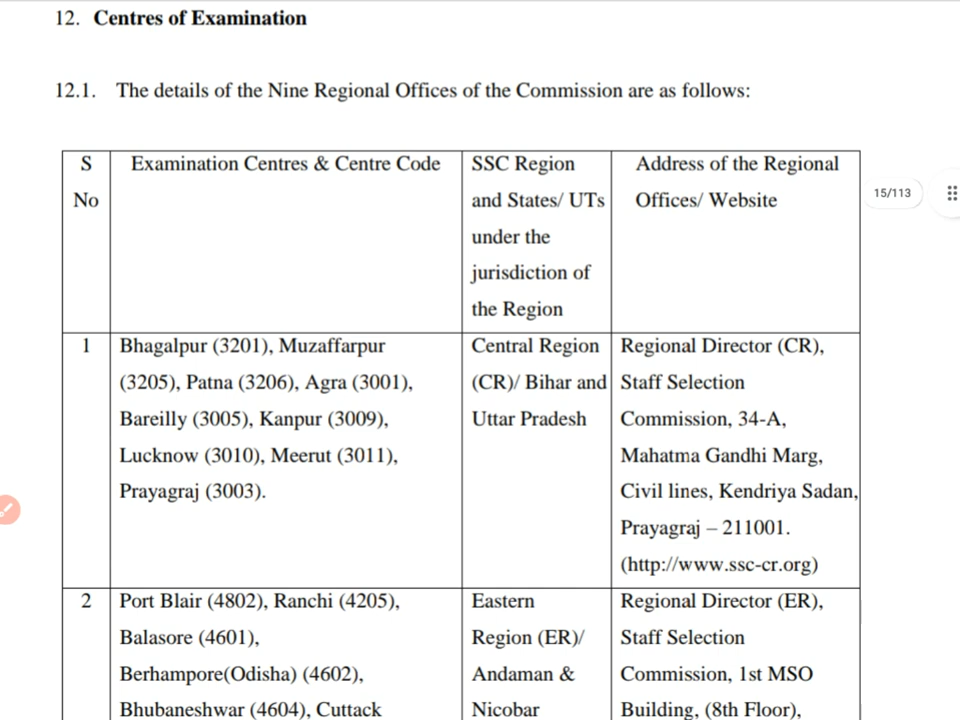 12. Centres of Examination
12.1. The details of the Nine Regional Offices of the Commission are as follows:
S No
Examination Centres & Centre Code
SSC Region
and States/ UTs
under the
jurisdiction of
the Region
Address of the Regional
Offices/ Website
15/113
1
Bhagalpur (3201), Muzaffarpur
(3205), Patna (3206), Agra (3001),
Bareilly (3005), Kanpur (3009),
Lucknow (3010), Meerut (3011),
Prayagraj (3003).
Central Region
(CR)/ Bihar and
Uttar Pradesh
Regional Director (CR),
Staff Selection
Commission, 34-A,
Mahatma Gandhi Marg,
Civil lines, Kendriya Sadan,
Prayagraj – 211001.
(http://www.ssc-cr.org)
2
Port Blair (4802), Ranchi (4205),
Balasore (4601),
Berhampore(Odisha) (4602),
Bhubaneshwar (4604), Cuttack
Eastern
Region (ER)/
Andaman &
Nicobar
Regional Director (ER),
Staff Selection
Commission, 1st MSO
Building, (8th Floor),